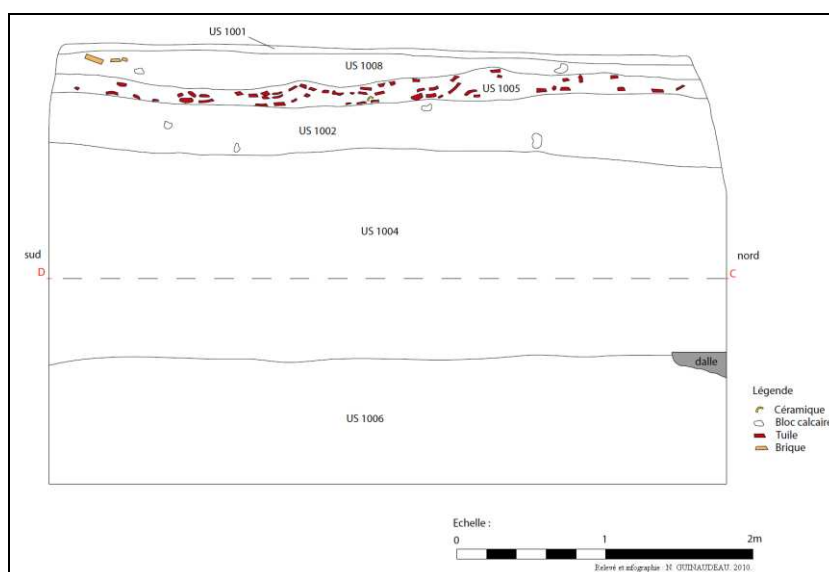 US 1001
US 1008
US 1005
US 1002
US 1004
sud
nord
D
C
dalle
US 1006
Légende
Céramique
Bloc calcaire
Tuile
Brique
Echelle :
0 1 2m
Relevé et infographie : N. GUINAUDEAU. 2010.